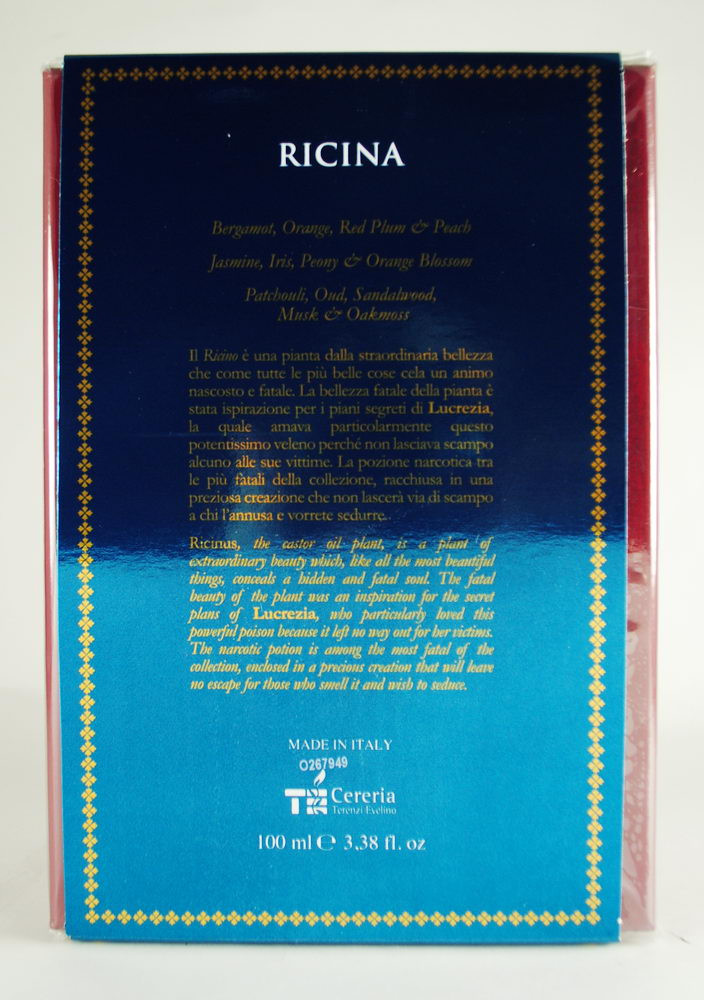 RICINA
Bergamot, Orange, Red Plum & Peach
Jasmine, Iris, Peony & Orange Blossom
Patchouli, Oud, Sandalwood,
Musk & Oakmoss
Il Ricino è una pianta dalla straordinaria bellezza
che come tutte le più belle cose cela un animo
nascosto e fatale. La bellezza fatale della pianta è
stata ispirazione per i piani segreti di Lucrezia,
la quale amava particolarmente questo
potentissimo veleno perché non lasciava scampo
alcuno alle sue vittime. La pozione narcotica tra
le più fatali della collezione, racchiusa in una
preziosa creazione che non lascerà via di scampo
a chi l'annusa e vorrete sedurre..
Ricinus, the castor oil plant, is a plant of
extraordinary beauty which, like all the most beautiful
things, conceals a hidden and fatal soul. The fatal
beauty of the plant was an inspiration for the secret
plans of Lucrezia, who particularly loved this
powerful poison because it left no way out for her victims.
The narcotic potion is among the most fatal of the
collection, enclosed in a precious creation that will leave
no escape for those who smell it and wish to seduce.
MADE IN ITALY
O267949
Cereria
Terenzi Evelino
100 ml ℮ 3,38 fl. oz